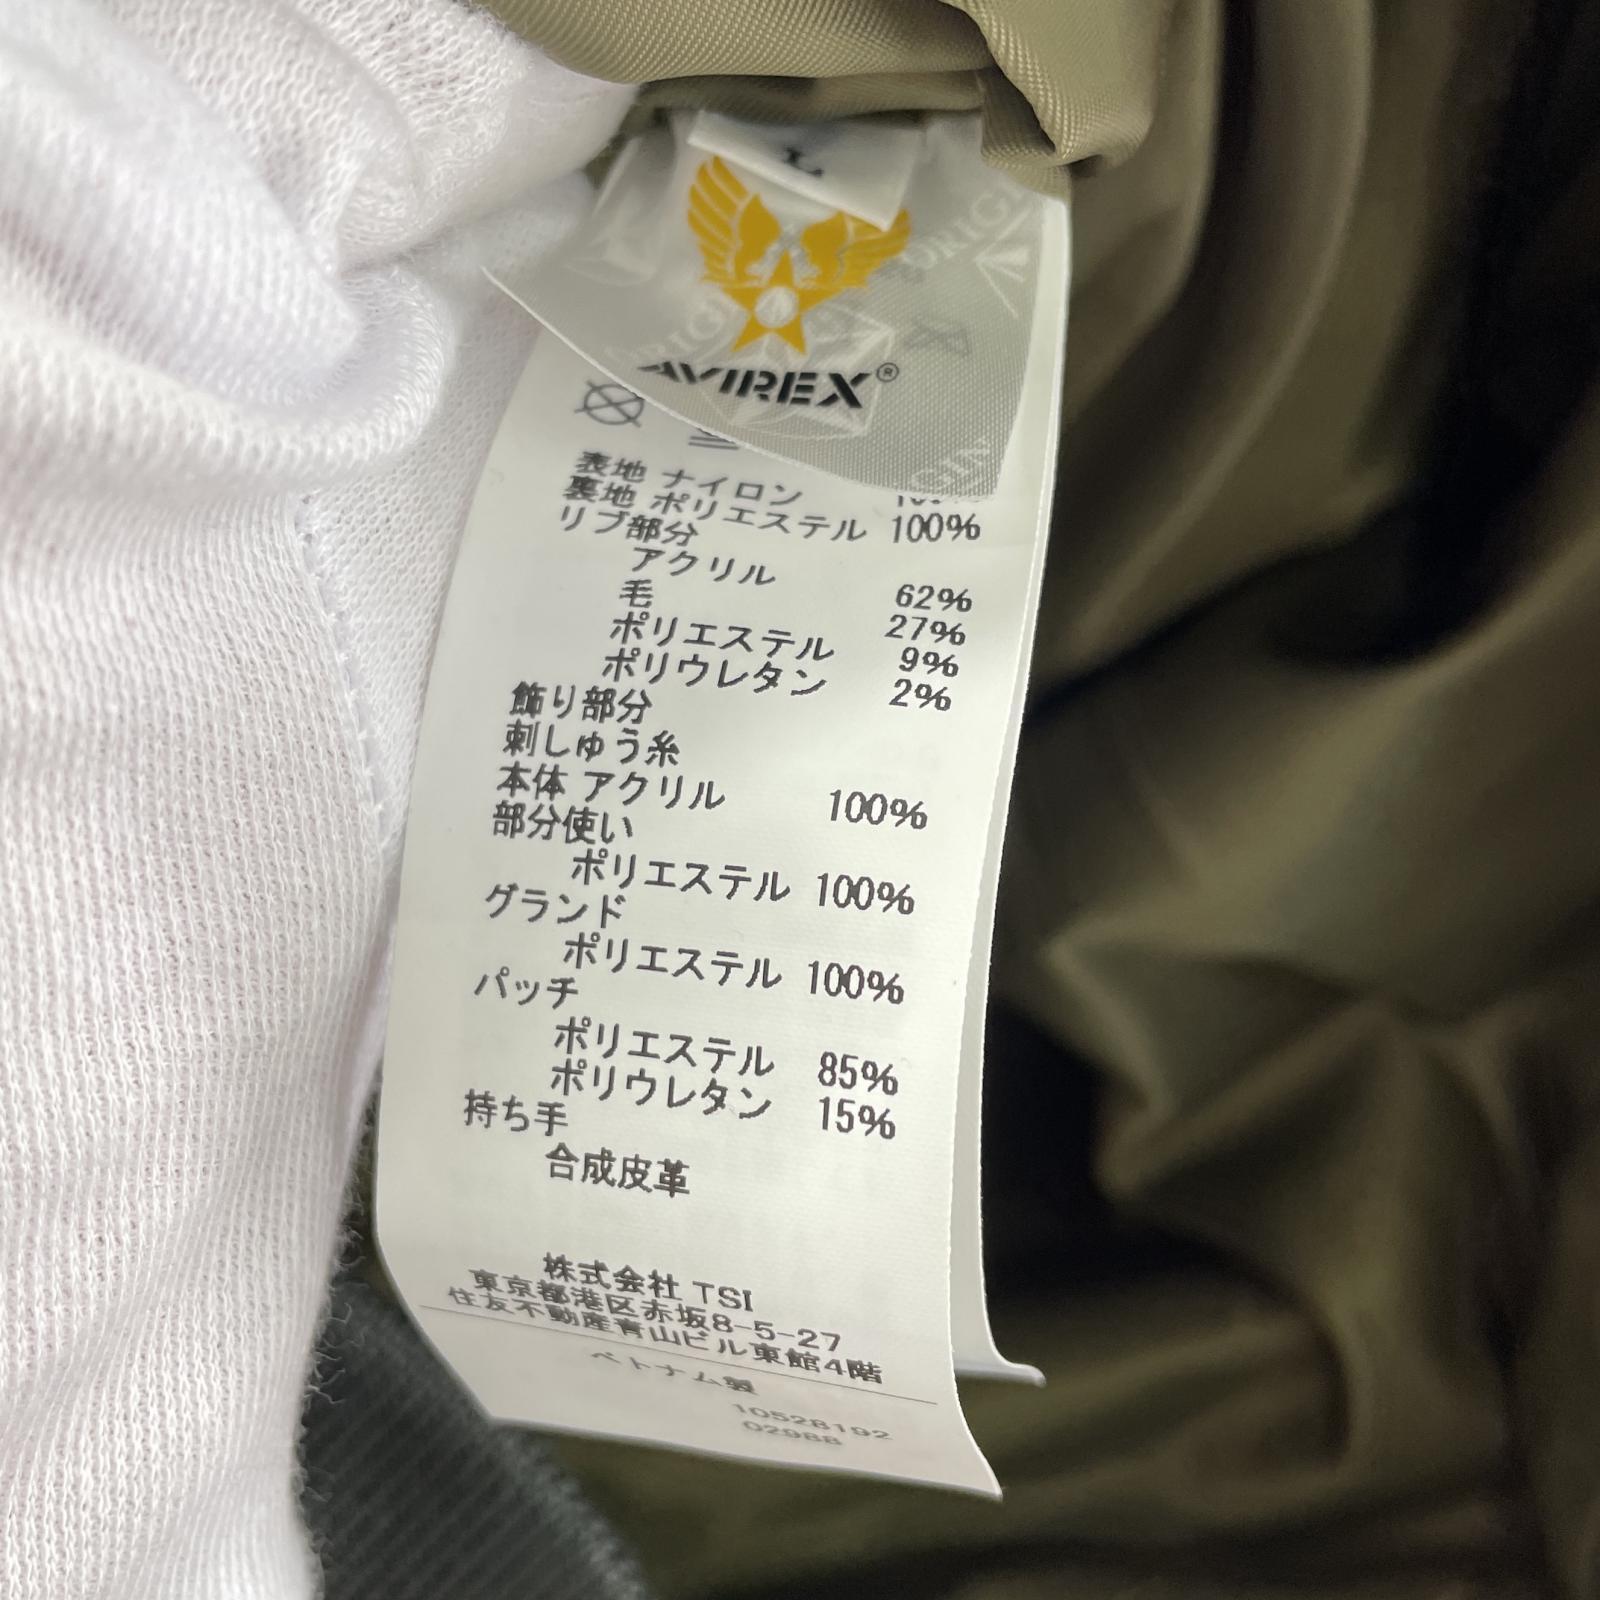 L
ORIGI
ORIGI
AVIREX®
GIN
表地 ナイロン
裏地 ポリエステル 100%
リブ部分
アクリル 62%
毛 27%
ポリエステル 9%
ポリウレタン 2%
飾り部分
刺しゅう糸
本体 アクリル 100%
部分使い
ポリエステル 100%
グランド
ポリエステル 100%
パッチ
ポリエステル 85%
ポリウレタン 15%
持ち手
合成皮革
株式会社 TSI
東京都港区赤坂8-5-27
住友不動産青山ビル東館4階
ベトナム製
10528192
02988